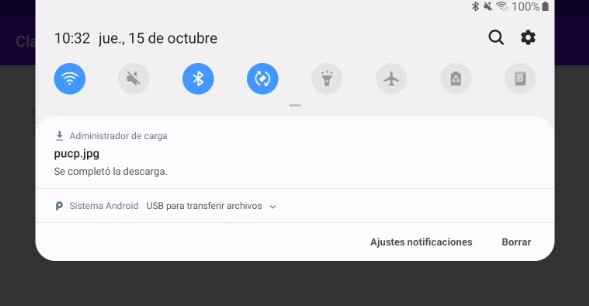 Cla
100%
10:32 jue., 15 de octubre
B
Administrador de carga
pucp.jpg
Se completó la descarga.
Sistema Android USB para transferir archivos
Ajustes notificaciones Borrar